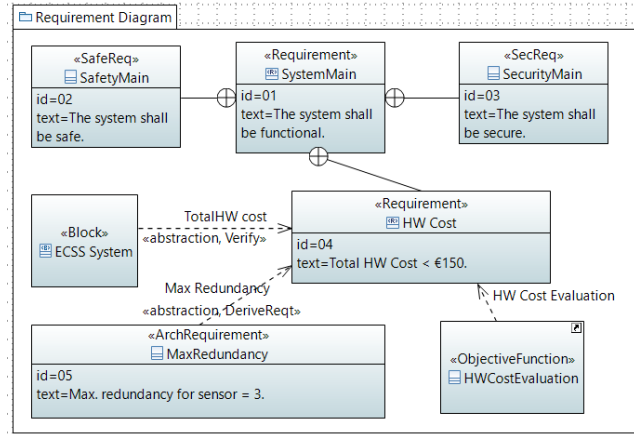 Requirement Diagram
«SafeReq»
SafetyMain
id=02
text=The system shall
be safe.
«Requirement»
SystemMain
id=01
text=The system shall
be functional.
«SecReq»
SecurityMain
id=03
text=The system shall
be secure.
«Block»
ECSS System
TotalHW cost
«abstraction, Verify»
«Requirement»
HW Cost
id=04
text=Total HW Cost < €150.
Max Redundancy
«abstraction, DeriveReqt»
HW Cost Evaluation
«ArchRequirement»
MaxRedundancy
id=05
text=Max. redundancy for sensor = 3.
«ObjectiveFunction»
HWCostEvaluation